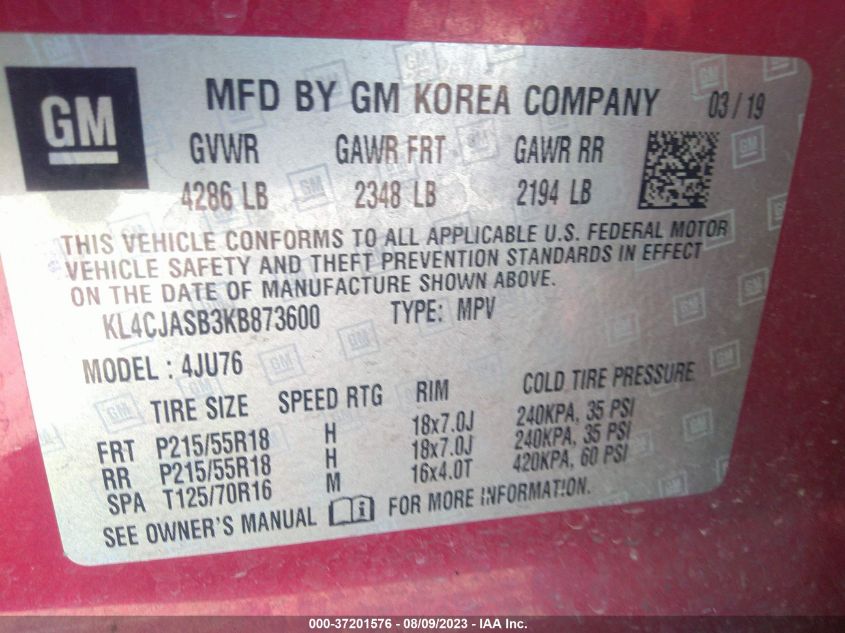 GM
MFD BY GM KOREA COMPANY 03/19
GVWR GAWR FRT GAWR RR
4286 LB 2348 LB 2194 LB
THIS VEHICLE CONFORMS TO ALL APPLICABLE U.S. FEDERAL MOTOR
VEHICLE SAFETY AND THEFT PREVENTION STANDARDS IN EFFECT
ON THE DATE OF MANUFACTURE SHOWN ABOVE.
KL4CJASB3KB873600 TYPE: MPV
MODEL : 4JU76
TIRE SIZE SPEED RTG RIM COLD TIRE PRESSURE
FRT P215/55R18 H 18x7.0J 240KPA, 35 PSI
RR P215/55R18 H 18x7.0J 240KPA, 35 PSI
SPA T125/70R16 M 16x4.0T 420KPA, 60 PSI
SEE OWNER'S MANUAL i FOR MORE INFORMATION.
000-37201576 | 08/09/2023 - IAA Inc.